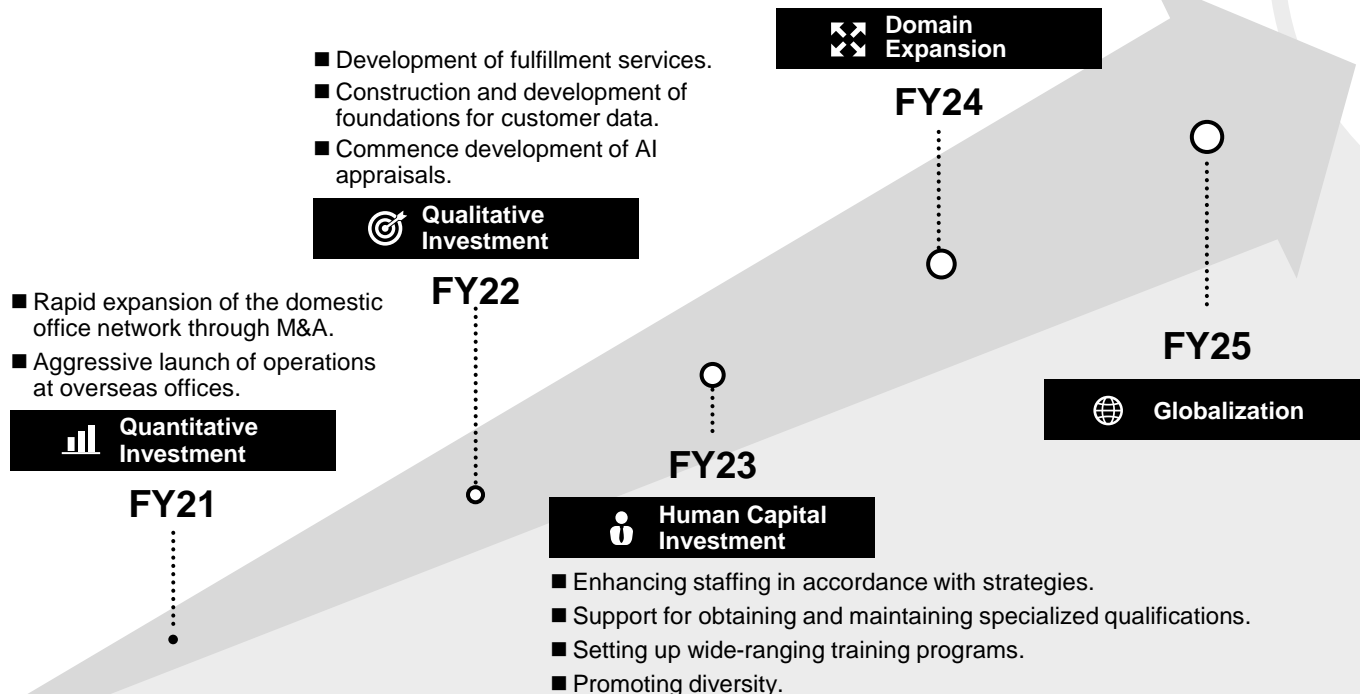 ■ Rapid expansion of the domestic
office network through M&A.
■ Aggressive launch of operations
at overseas offices.
Quantitative
Investment
FY21
■ Development of fulfillment services.
■ Construction and development of
foundations for customer data.
■ Commence development of AI
appraisals.
Qualitative
Investment
FY22
FY23
Human Capital
Investment
■ Enhancing staffing in accordance with strategies.
■ Support for obtaining and maintaining specialized qualifications.
■ Setting up wide-ranging training programs.
■ Promoting diversity.
Domain
Expansion
FY24
FY25
Globalization